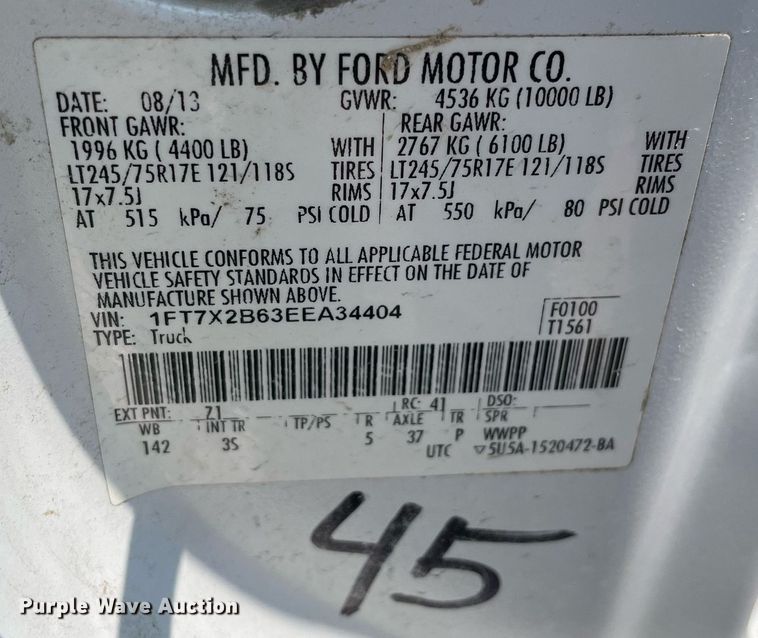 MFD. BY FORD MOTOR CO.
DATE: 08/13 GVWR: 4536 KG (10000 LB)
FRONT GAWR: REAR GAWR:
1996 KG ( 4400 LB) WITH 2767 KG ( 6100 LB) WITH
LT245/75R17E 121/118S TIRES LT245/75R17E 121/118S TIRES
17x7.5J RIMS 17x7.5J RIMS
AT 515 kPa/ 75 PSI COLD AT 550 kPa/ 80 PSI COLD
THIS VEHICLE CONFORMS TO ALL APPLICABLE FEDERAL MOTOR
VEHICLE SAFETY STANDARDS IN EFFECT ON THE DATE OF
MANUFACTURE SHOWN ABOVE.
VIN: 1FT7X2B63EEA34404 F0100
TYPE: Truck T1561
EXT PNT: Z1 RC: 41 DSO:
WB INT TR TP/PS R AXLE TR SPR
142 3S 5 37 P WWPP
UTC ▽5U5A-1520472-BA
45
Purple Wave Auction